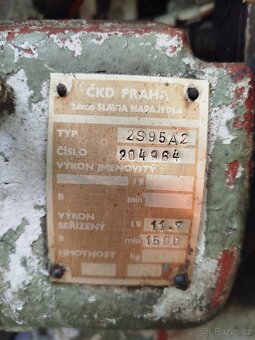 ČKD PRAHA
ZÁVOD SLAVIA NAPAJEDLA
TYP 2S95A2
ČÍSLO 204964
VÝKON JMENOVITÝ
KW
n min
VÝKON SEŘÍZENÝ KW 11.7
n min 1500
HMOTNOST kg